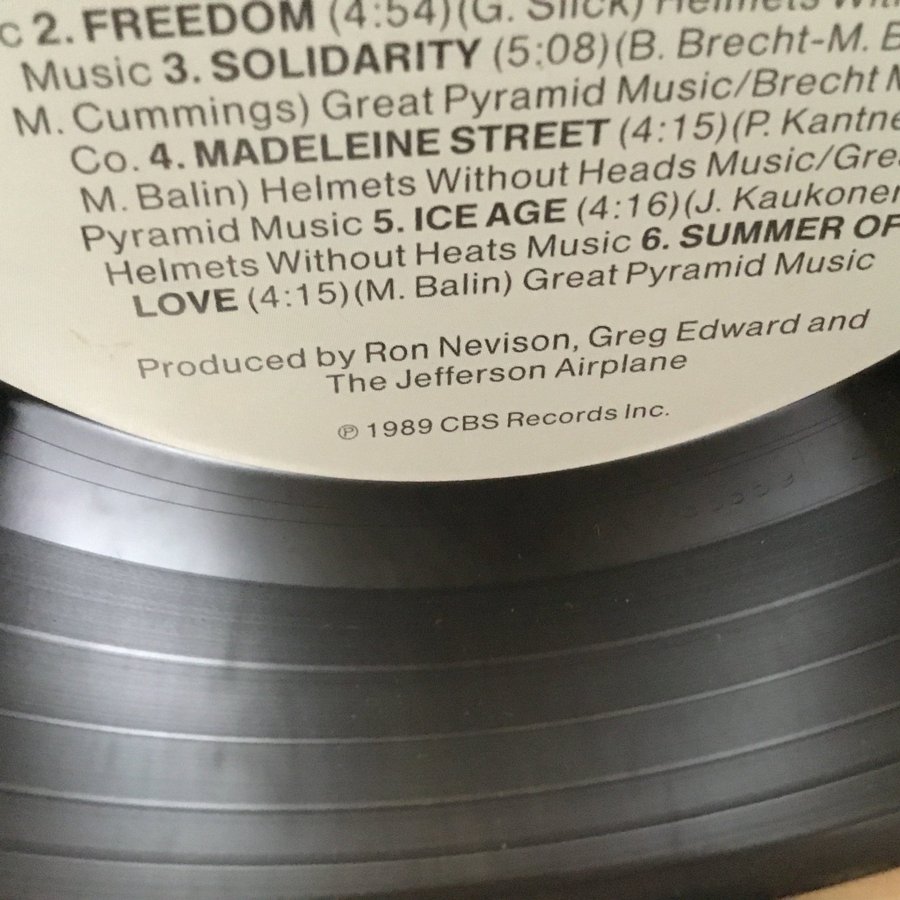 c 2. FREEDOM (4:54)(G. Slick) Helmets With
Music 3. SOLIDARITY (5:08)(B. Brecht-M. B
M. Cummings) Great Pyramid Music/Brecht M
Co. 4. MADELEINE STREET (4:15)(P. Kantne
M. Balin) Helmets Without Heads Music/Grea
Pyramid Music 5. ICE AGE (4:16)(J. Kaukonen
Helmets Without Heats Music 6. SUMMER OF
LOVE (4:15)(M. Balin) Great Pyramid Music
Produced by Ron Nevison, Greg Edward and
The Jefferson Airplane
℗ 1989 CBS Records Inc.